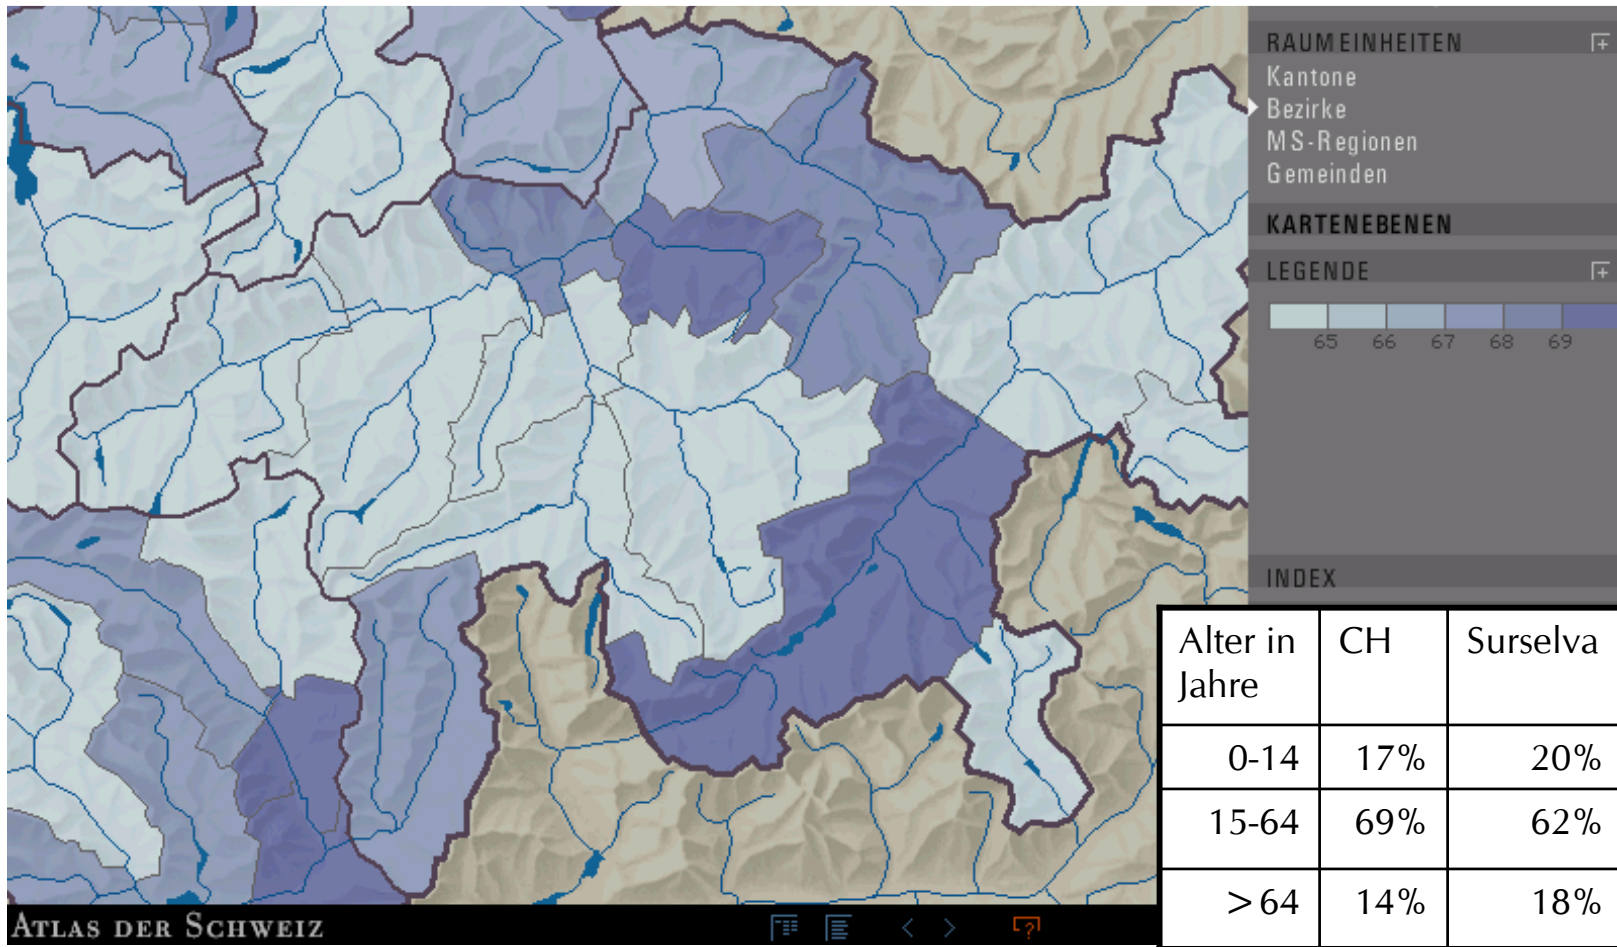 RAUMEINHEITEN
Kantone
Bezirke
MS-Regionen
Gemeinden
KARTENEBENEN
LEGENDE
65 66 67 68 69
INDEX
Alter in Jahre CH Surselva
0-14 17% 20%
15-64 69% 62%
>64 14% 18%
ATLAS DER SCHWEIZ